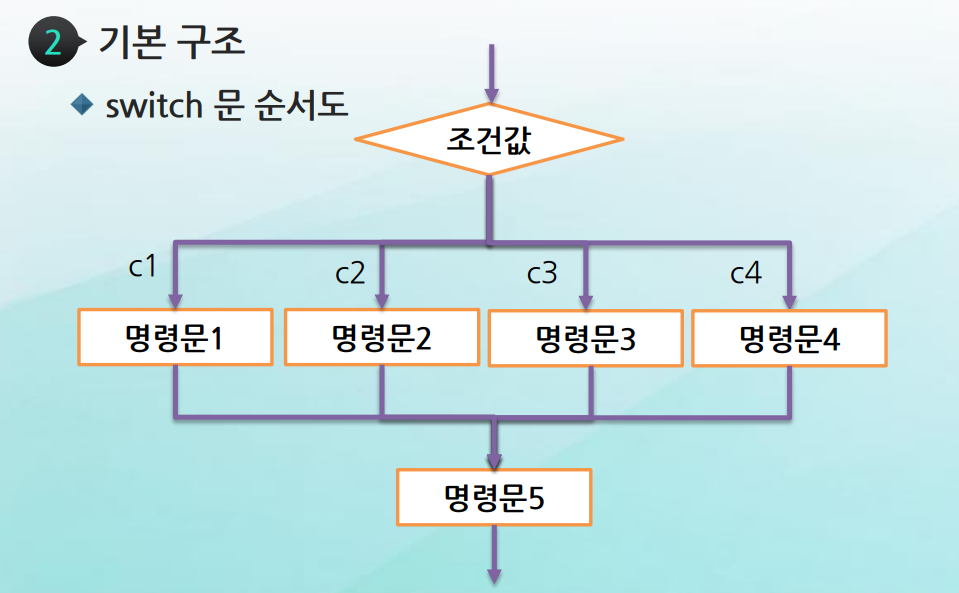 2 기본 구조
switch 문 순서도
조건값
c1 c2 c3 c4
명령문1 명령문2 명령문3 명령문4
명령문5